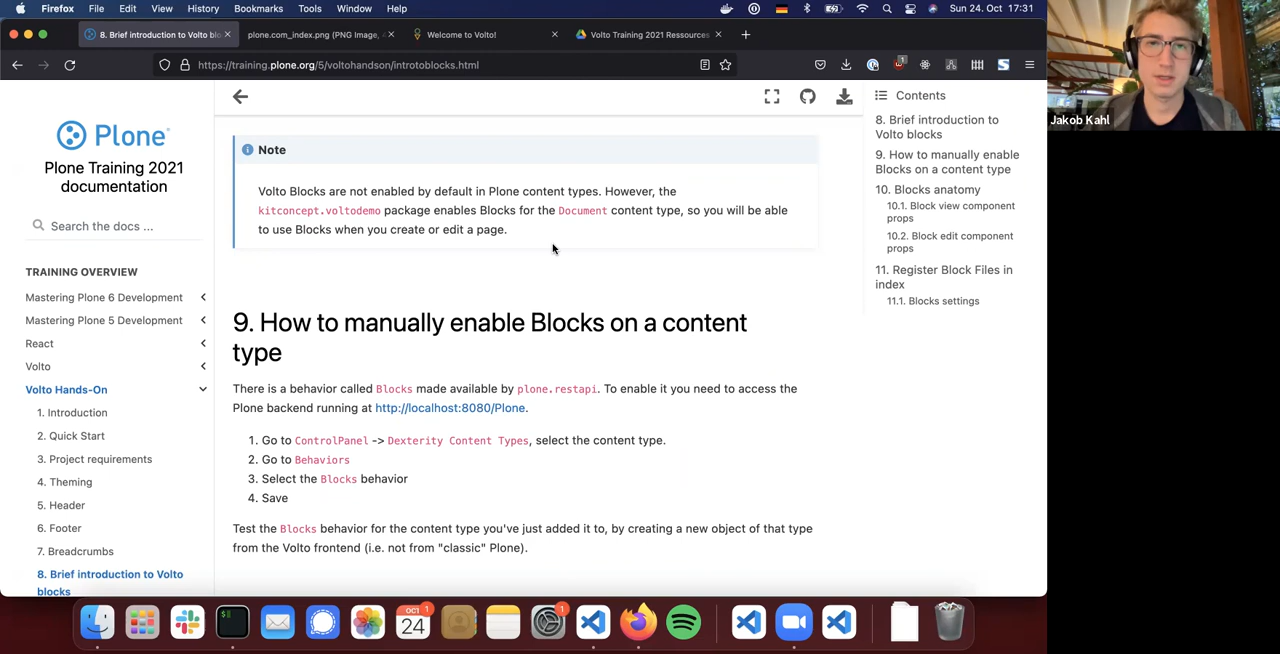 Firefox File Edit View History Bookmarks Tools Window Help Sun 24. Oct 17:31
8. Brief introduction to Volto blo plone.com_index.png (PNG Image, Welcome to Volto! Volto Training 2021 Ressources
https://training.plone.org/5/voltohandson/introtoblocks.html
Jakob Kahl
Plone
Plone Training 2021
documentation
Search the docs ...
TRAINING OVERVIEW
Mastering Plone 6 Development
Mastering Plone 5 Development
React
Volto
Volto Hands-On
1. Introduction
2. Quick Start
3. Project requirements
4. Theming
5. Header
6. Footer
7. Breadcrumbs
8. Brief introduction to Volto
blocks
Note
Volto Blocks are not enabled by default in Plone content types. However, the
kitconcept.voltodemo package enables Blocks for the Document content type, so you will be able
to use Blocks when you create or edit a page.
9. How to manually enable Blocks on a content
type
There is a behavior called Blocks made available by plone.restapi. To enable it you need to access the
Plone backend running at http://localhost:8080/Plone.
1. Go to ControlPanel -> Dexterity Content Types, select the content type.
2. Go to Behaviors
3. Select the Blocks behavior
4. Save
Test the Blocks behavior for the content type you've just added it to, by creating a new object of that type
from the Volto frontend (i.e. not from "classic" Plone).
Contents
8. Brief introduction to
Volto blocks
9. How to manually enable
Blocks on a content type
10. Blocks anatomy
10.1. Block view component
props
10.2. Block edit component
props
11. Register Block Files in
index
11.1. Blocks settings
OCT
24
1
1